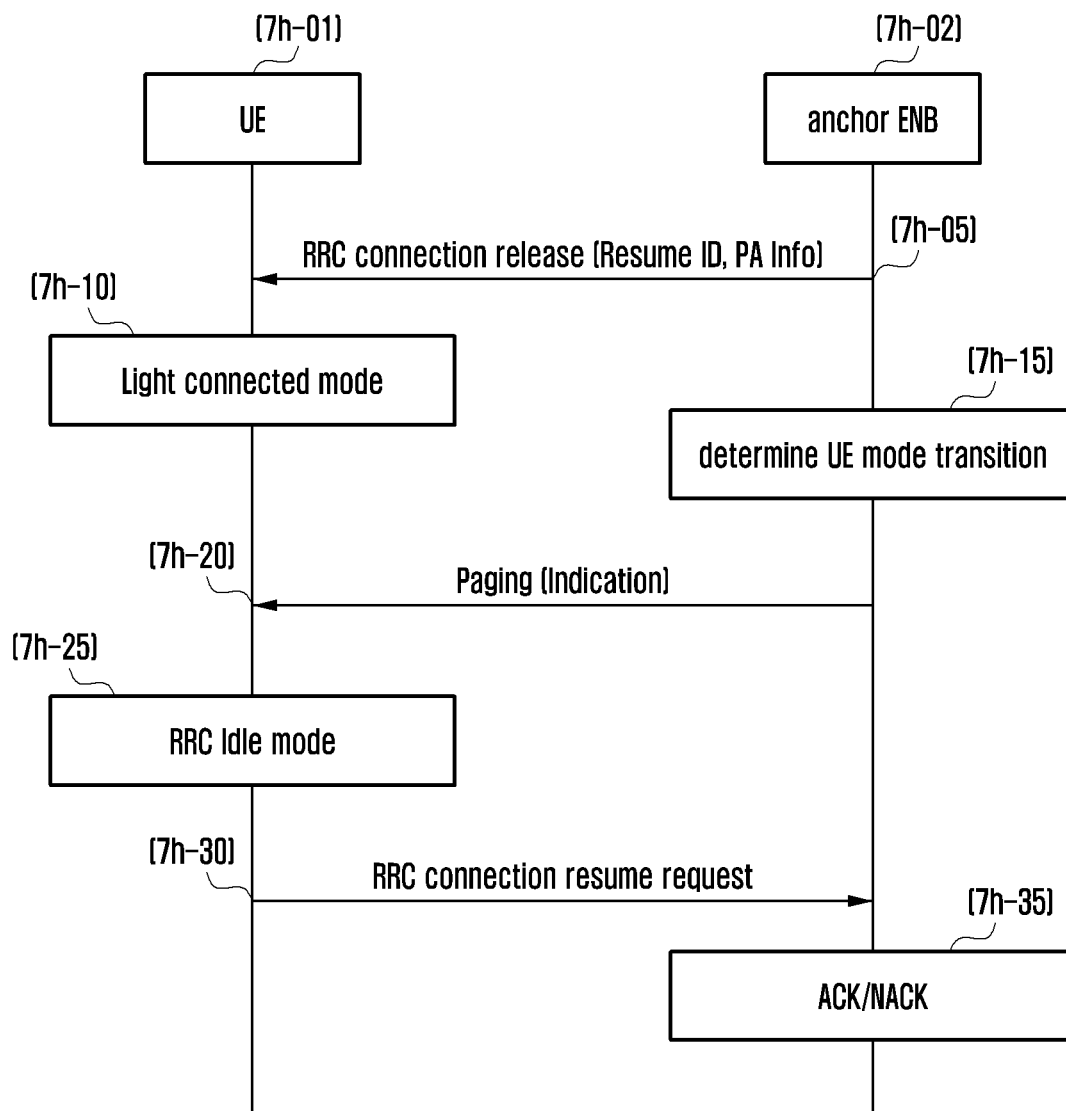 (7h-01)
(7h-02)
UE
anchor ENB
(7h-05)
RRC connection release (Resume ID, PA Info)
(7h-10)
Light connected mode
(7h-15)
determine UE mode transition
(7h-20)
Paging (Indication)
(7h-25)
RRC Idle mode
(7h-30)
RRC connection resume request
(7h-35)
ACK/NACK